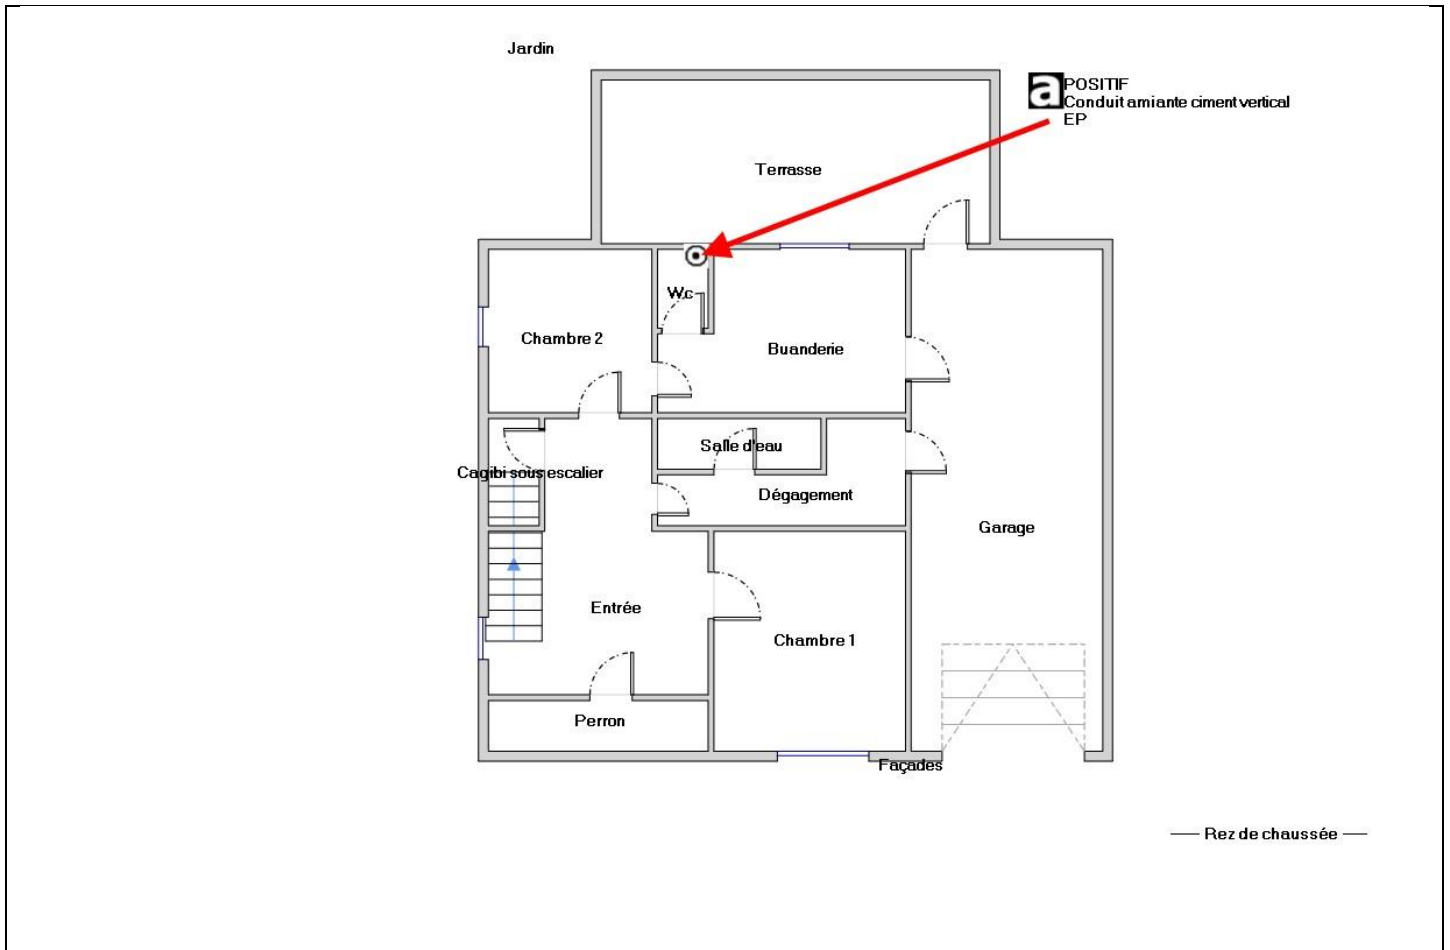 Jardin
a
POSITIF
Conduit amiante ciment vertical
EP
Terrasse
Wc
Chambre 2
Buanderie
Salle d'eau
Cagibi sous escalier
Dégagement
Garage
Entrée
Chambre 1
Perron
Façades
Rez de chaussée